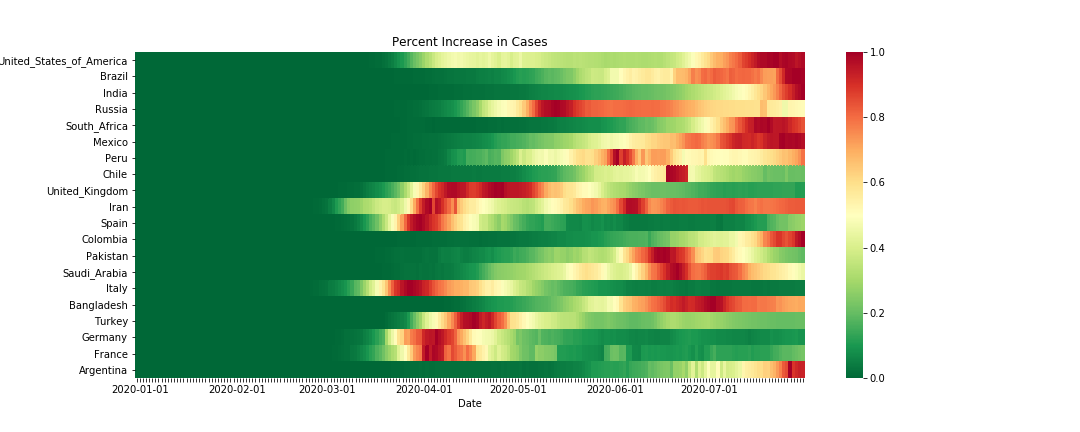 Percent Increase in Cases
United_States_of_America
Brazil
India
Russia
South_Africa
Mexico
Peru
Chile
United_Kingdom
Iran
Spain
Colombia
Pakistan
Saudi_Arabia
Italy
Bangladesh
Turkey
Germany
France
Argentina
2020-01-01 2020-02-01 2020-03-01 2020-04-01 2020-05-01 2020-06-01 2020-07-01
Date
1.0
0.8
0.6
0.4
0.2
0.0